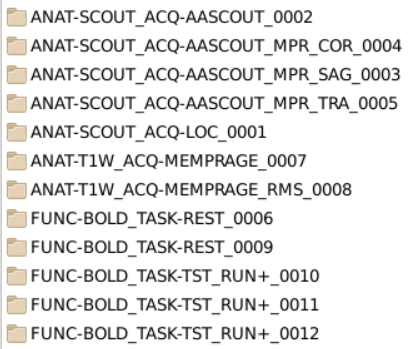 ANAT-SCOUT_ACQ-AASCOUT_0002
ANAT-SCOUT_ACQ-AASCOUT_MPR_COR_0004
ANAT-SCOUT_ACQ-AASCOUT_MPR_SAG_0003
ANAT-SCOUT_ACQ-AASCOUT_MPR_TRA_0005
ANAT-SCOUT_ACQ-LOC_0001
ANAT-T1W_ACQ-MEMPRAGE_0007
ANAT-T1W_ACQ-MEMPRAGE_RMS_0008
FUNC-BOLD_TASK-REST_0006
FUNC-BOLD_TASK-REST_0009
FUNC-BOLD_TASK-TST_RUN+_0010
FUNC-BOLD_TASK-TST_RUN+_0011
FUNC-BOLD_TASK-TST_RUN+_0012